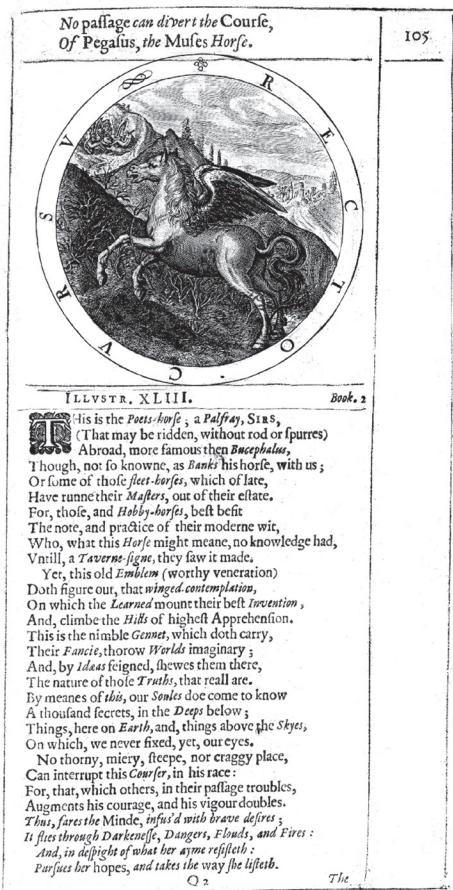 No paſſage can divert the Courſe,
Of Pegaſus, the Muſes Horſe.
105
RECTO CVRSV
ILLVSTR. XLIII. Book. 2
THis is the Poets-horſe; a Palfray, SIRS,
(That may be ridden, without rod or ſpurres)
Abroad, more famous then Bucephalus,
Though, not ſo knowne, as Banks his horſe, with us;
Or ſome of thoſe fleet-horſes, which of late,
Have runne their Maſters, out of their eſtate.
For, thoſe, and Hobby-horſes, beſt befit
The note, and practice of their moderne wit,
Who, what this Horſe might meane, no knowledge had,
Vntill, a Taverne-ſigne, they ſaw it made.
Yet, this old Emblem (worthy veneration)
Doth figure out, that winged-contemplation,
On which the Learned mount their beſt Invention,
And, climbe the Hills of higheſt Apprehenſion.
This is the nimble Gennet, which doth carry,
Their Fancie, thorow Worlds imaginary;
And, by Idæas feigned, ſhewes them there,
The nature of thoſe Truths, that reall are.
By meanes of this, our Soules doe come to know
A thouſand ſecrets, in the Deeps below;
Things, here on Earth, and, things above the Skyes,
On which, we never fixed, yet, our eyes.
No thorny, miery, ſteepe, nor craggy place,
Can interrupt this Courſer, in his race:
For, that, which others, in their paſſage troubles,
Augments his courage, and his vigour doubles.
Thus, fares the Minde, infus'd with brave deſires;
It flies through Darkeneſſe, Dangers, Flouds, and Fires:
And, in deſpight of what her ayme reſiſteth:
Purſues her hopes, and takes the way ſhe liſteth.
Q 2 The